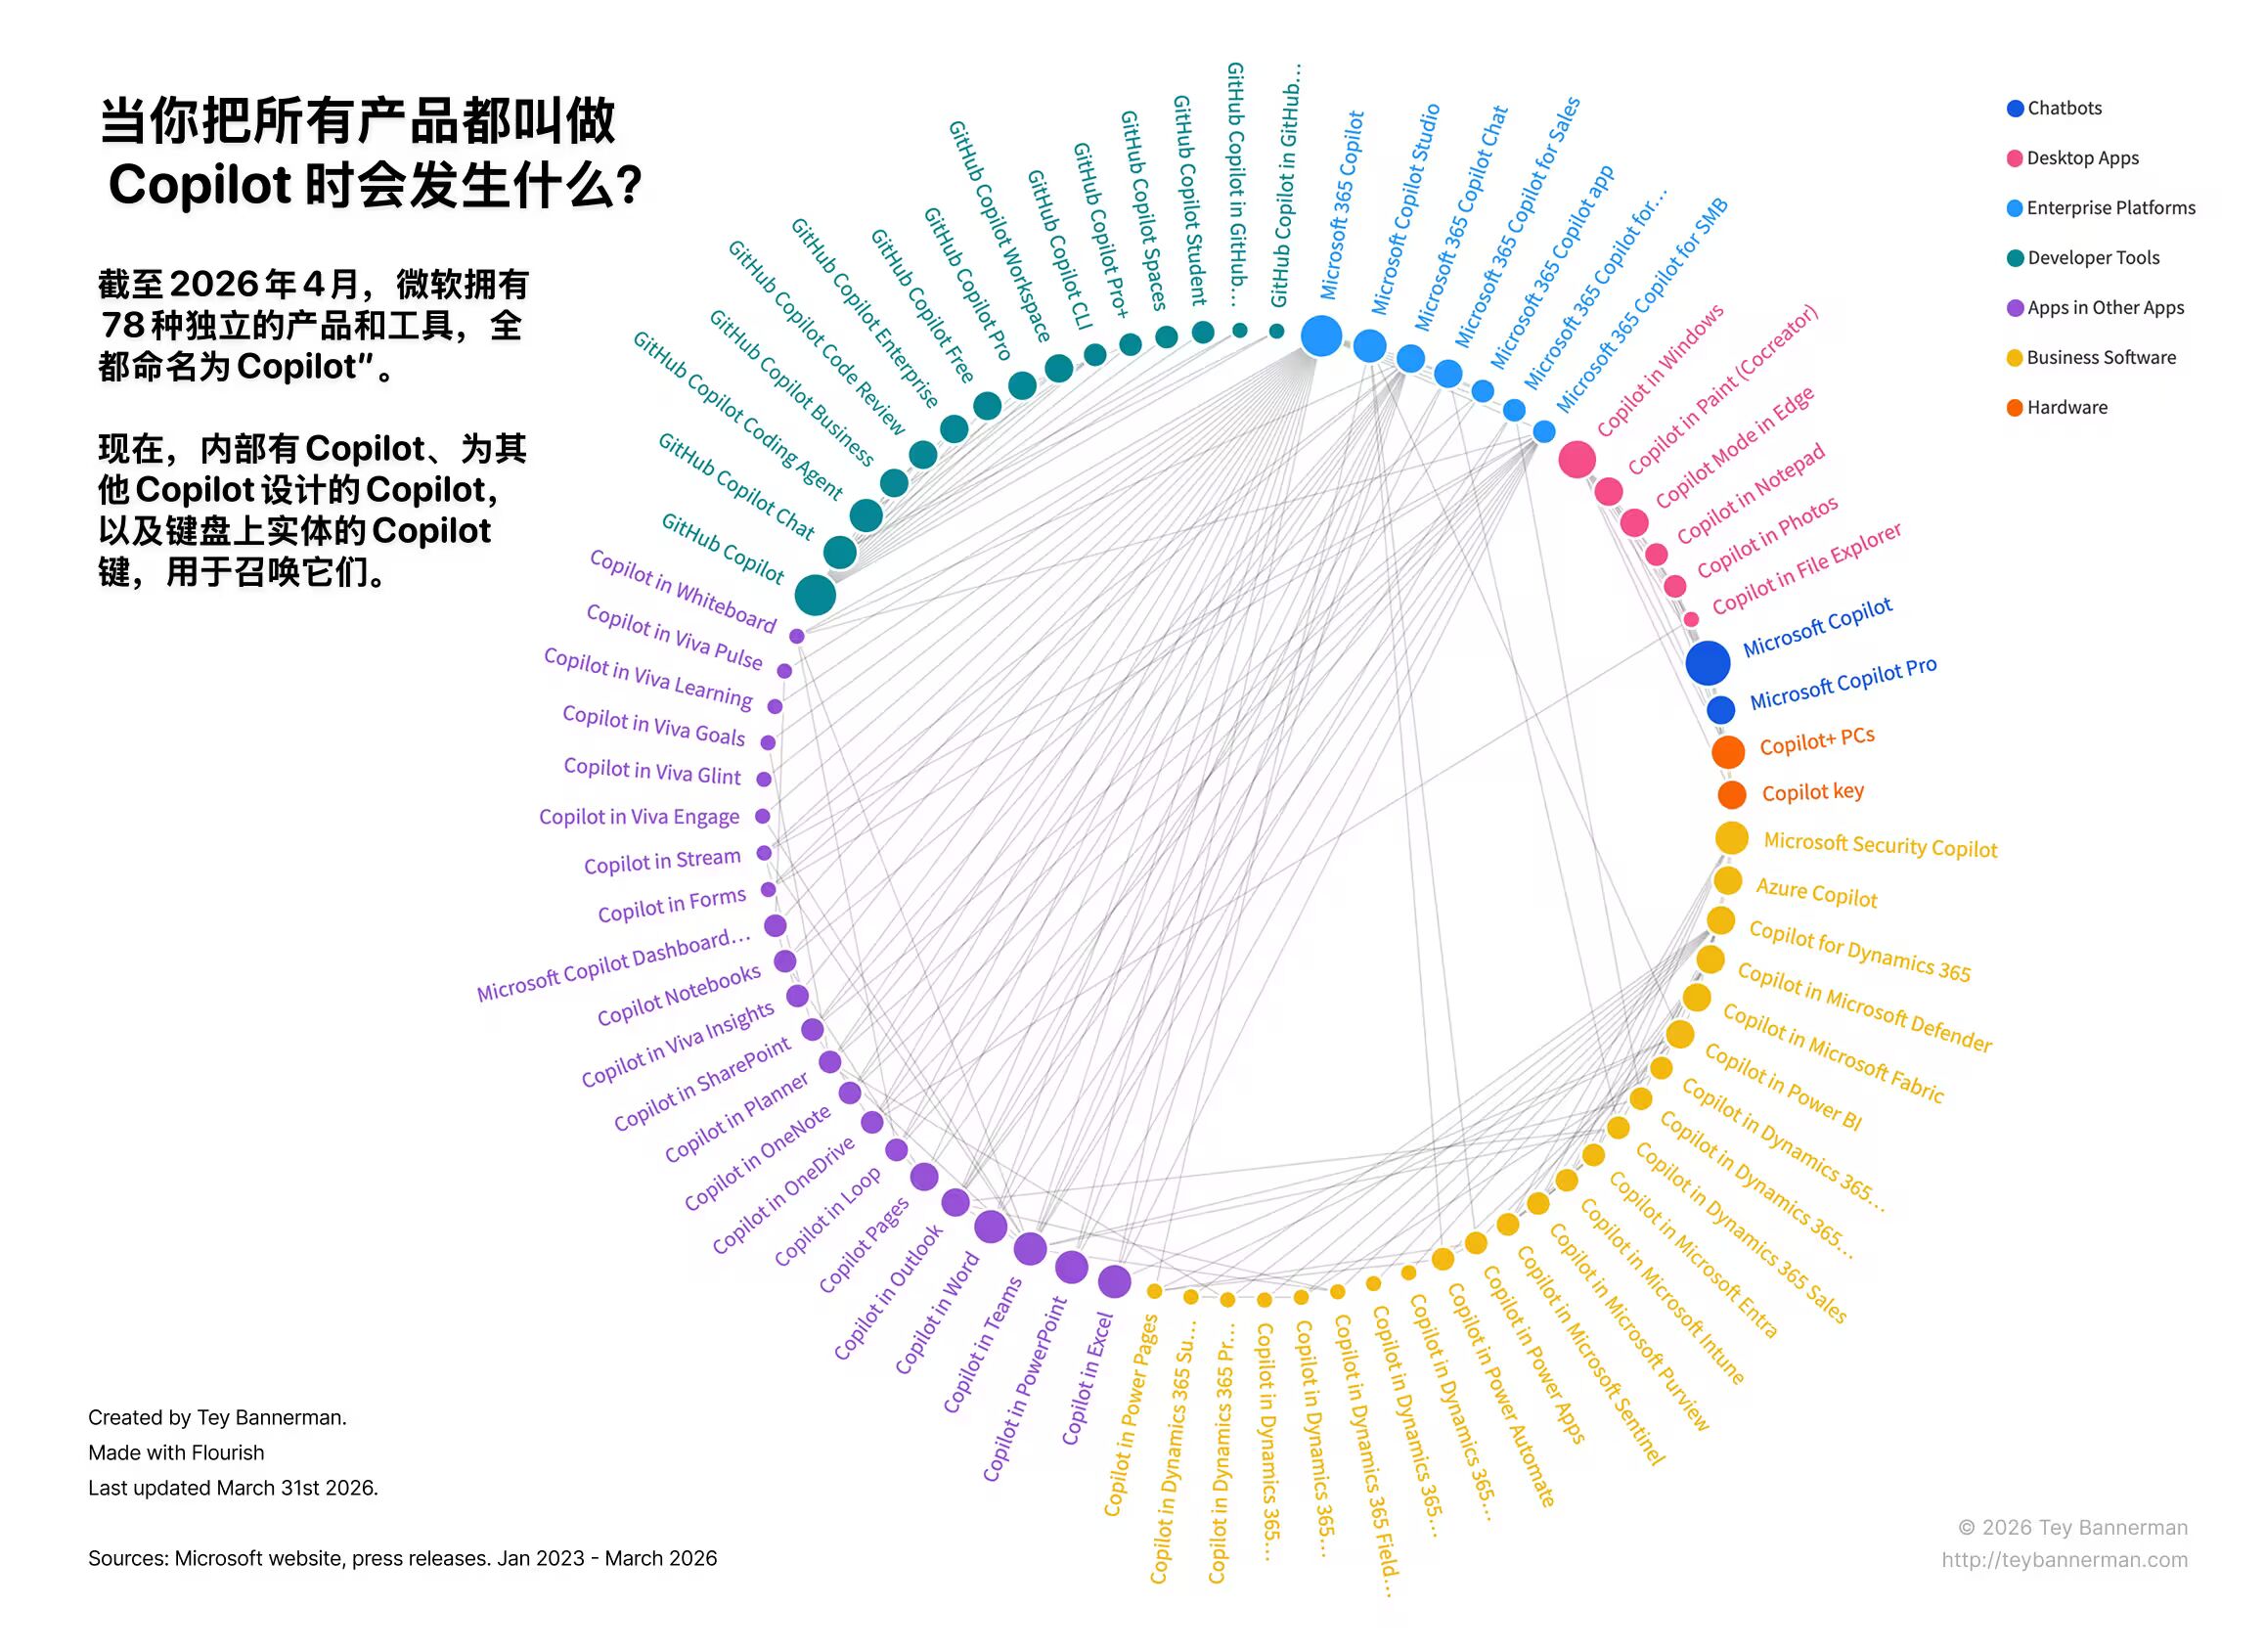 当你把所有产品都叫做
Copilot 时会发生什么?
截至2026年4月，微软拥有
78种独立的产品和工具，全
都命名为Copilot”。
现在，内部有Copilot、为其
他Copilot设计的Copilot，
以及键盘上实体的Copilot
键，用于召唤它们。
Chatbots
Desktop Apps
Enterprise Platforms
Developer Tools
Apps in Other Apps
Business Software
Hardware
Microsoft 365 Copilot
Microsoft Copilot Studio
Microsoft 365 Copilot Chat
Microsoft 365 Copilot for Sales
Microsoft 365 Copilot app
Microsoft 365 Copilot for...
Microsoft 365 Copilot for SMB
Copilot in Windows
Copilot in Paint (Cocreator)
Copilot Mode in Edge
Copilot in Notepad
Copilot in Photos
Copilot in File Explorer
Microsoft Copilot
Microsoft Copilot Pro
Copilot+ PCs
Copilot key
Microsoft Security Copilot
Azure Copilot
Copilot for Dynamics 365
Copilot in Microsoft Defender
Copilot in Microsoft Fabric
Copilot in Power BI
Copilot in Dynamics 365...
Copilot in Dynamics 365...
Copilot in Dynamics 365 Sales
Copilot in Microsoft Entra
Copilot in Microsoft Intune
Copilot in Microsoft Purview
Copilot in Microsoft Sentinel
Copilot in Power Apps
Copilot in Power Automate
Copilot in Dynamics 365...
Copilot in Dynamics 365...
Copilot in Dynamics 365 Field...
Copilot in Dynamics 365...
Copilot in Dynamics 365...
Copilot in Dynamics 365 Pr...
Copilot in Dynamics 365 Su...
Copilot in Power Pages
Copilot in Excel
Copilot in PowerPoint
Copilot in Teams
Copilot in Word
Copilot in Outlook
Copilot Pages
Copilot in Loop
Copilot in OneDrive
Copilot in OneNote
Copilot in Planner
Copilot in SharePoint
Copilot in Viva Insights
Copilot Notebooks
Microsoft Copilot Dashboard...
Copilot in Forms
Copilot in Stream
Copilot in Viva Engage
Copilot in Viva Glint
Copilot in Viva Goals
Copilot in Viva Learning
Copilot in Viva Pulse
Copilot in Whiteboard
GitHub Copilot
GitHub Copilot Chat
GitHub Copilot Coding Agent
GitHub Copilot Business
GitHub Copilot Code Review
GitHub Copilot Enterprise
GitHub Copilot Free
GitHub Copilot Pro
GitHub Copilot Workspace
GitHub Copilot CLI
GitHub Copilot Pro+
GitHub Copilot Spaces
GitHub Copilot Student
GitHub Copilot in GitHub...
GitHub Copilot in GitHub...
Created by Tey Bannerman.
Made with Flourish
Last updated March 31st 2026.
Sources: Microsoft website, press releases. Jan 2023 - March 2026
© 2026 Tey Bannerman
http://teybannerman.com